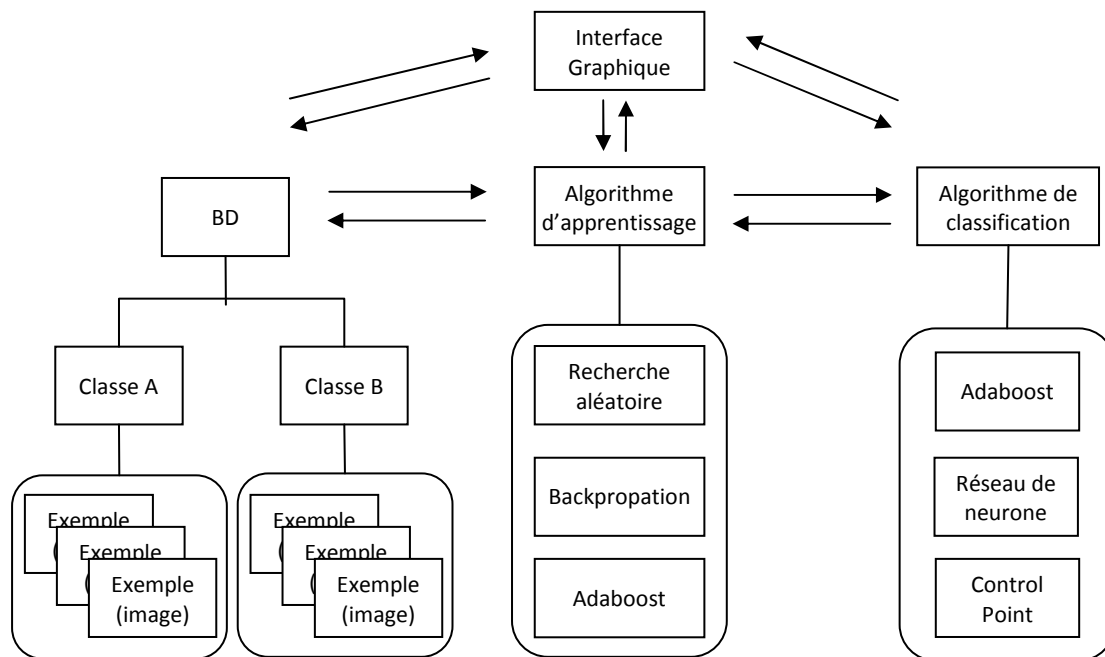 Interface
Graphique
BD
Algorithme
d'apprentissage
Algorithme de
classification
Classe A
Classe B
Recherche
aléatoire
Adaboost
Backpropation
Réseau de
neurone
Exemple
(
Exemple
(
Exemple
(image)
Exemple
(
Exemple
(
Exemple
(image)
Adaboost
Control
Point